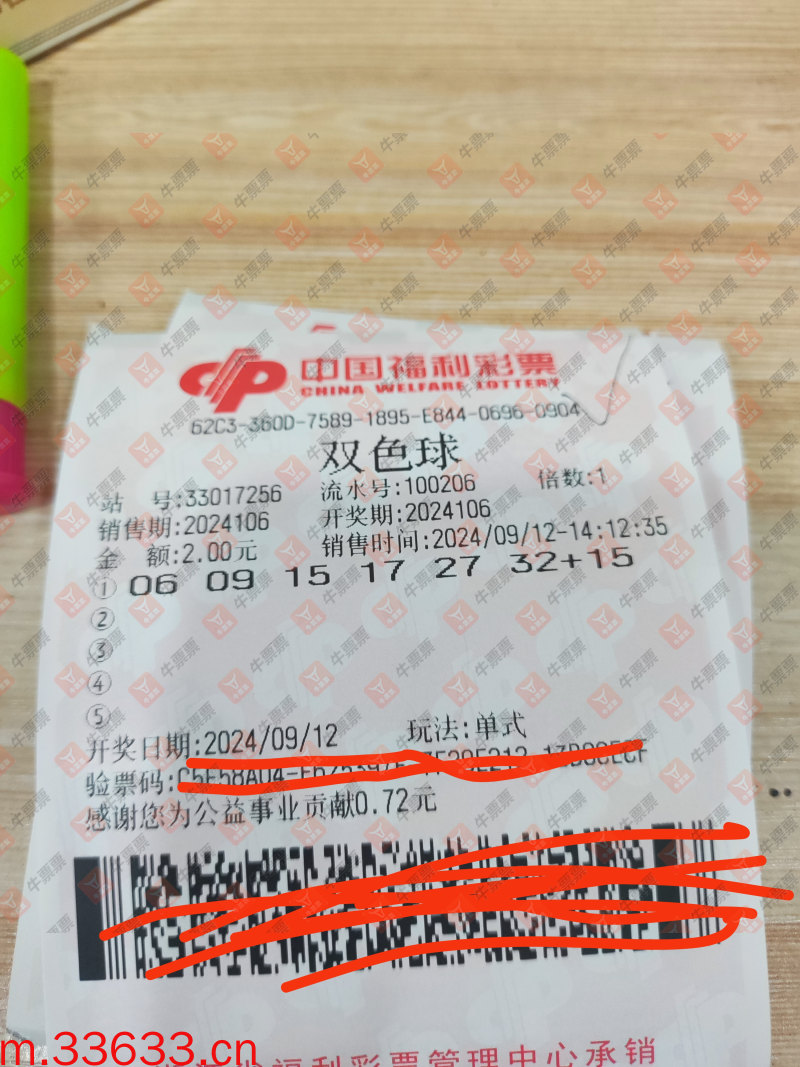 中国福利彩票
CHINA WELFARE LOTTERY
62C3-360D-7589-1895-E844-0696-0904
双色球
站 号:33017256 流水号:100206 倍数:1
销售期:2024106 开奖期:2024106
金 额:2.00元 销售时间:2024/09/12-14:12:35
① 06 09 15 17 27 32+15
②
③
④
⑤
开奖日期:2024/09/12 玩法:单式
验票码:
感谢您为公益事业贡献0.72元
福利彩票管理中心承销
m.33633.cn
牛票票